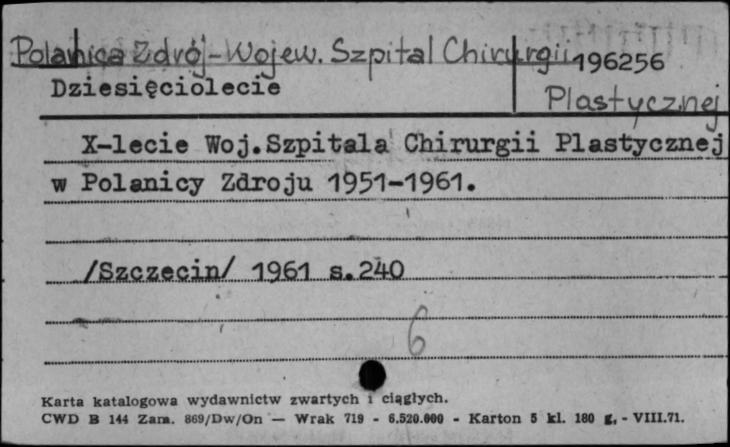 Polanica Zdrój-Wojew. Szpital Chirurgii 196256
Dziesięciolecie
Plastycznej
X-lecie Woj.Szpitala Chirurgii Plastycznej
w Polanicy Zdroju 1951-1961.
/Szczecin/ 1961 s.240
6
Karta katalogowa wydawnictw zwartych i ciągłych.
CWD B 144 Zam. 869/Dw/On — Wrak 719 - 6.520.000 - Karton 5 kl. 180 g. - VIII.71.